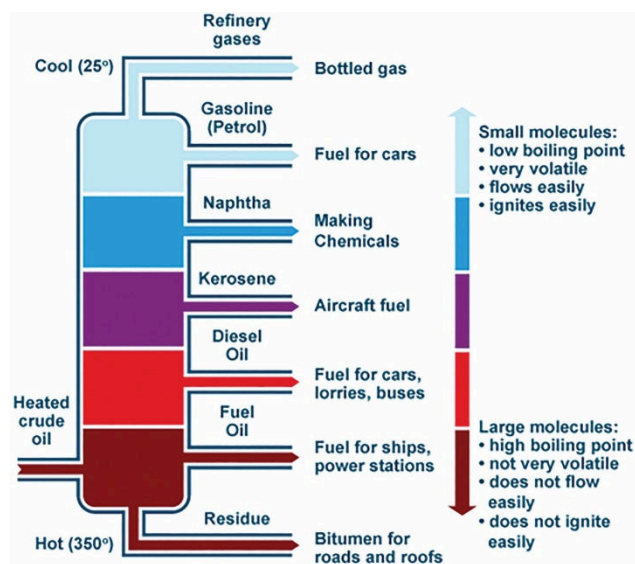 Refinery
gases
Cool (25°)
Bottled gas
Gasoline
(Petrol)
Fuel for cars
Naphtha
Making
Chemicals
Kerosene
Aircraft fuel
Diesel
Oil
Fuel for cars,
lorries, buses
Heated
crude
oil
Fuel
Oil
Fuel for ships,
power stations
Residue
Hot (350°)
Bitumen for
roads and roofs
Small molecules:
• low boiling point
• very volatile
• flows easily
• ignites easily
Large molecules:
• high boiling point
• not very volatile
• does not flow
easily
• does not ignite
easily